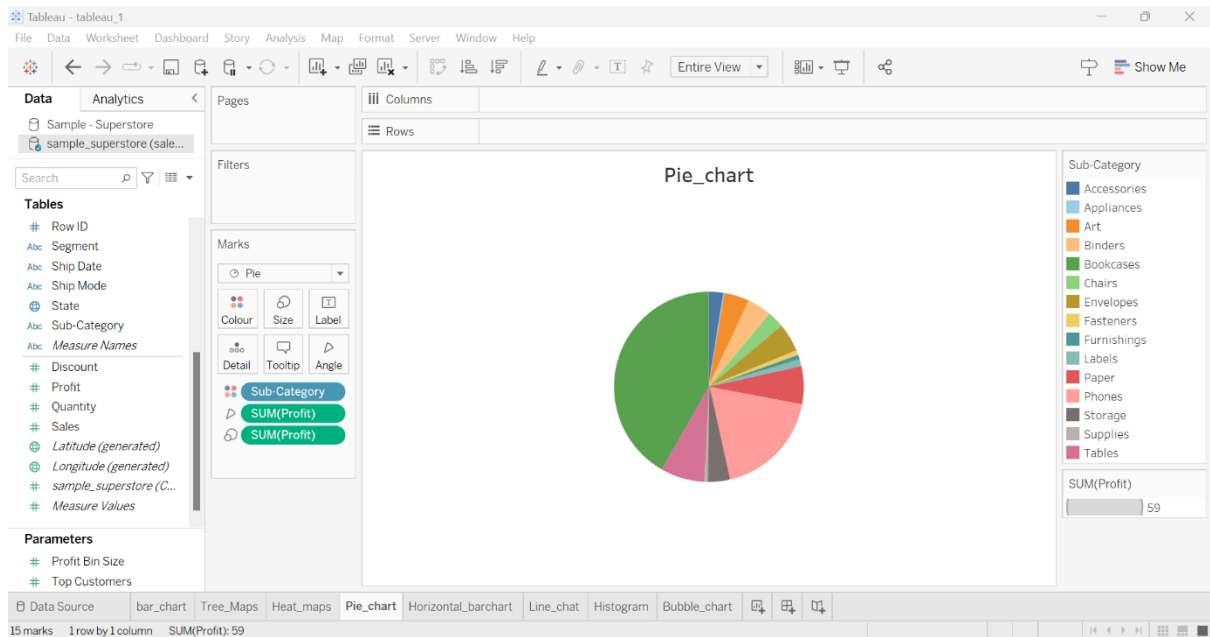 Tableau - tableau_1
File Data Worksheet Dashboard Story Analysis Map Format Server Window Help
Entire View
Show Me
Data Analytics
Sample - Superstore
sample_superstore (sale...
Search
Tables
# Row ID
Abc Segment
Abc Ship Date
Abc Ship Mode
State
Abc Sub-Category
Abc Measure Names
# Discount
# Profit
# Quantity
# Sales
Latitude (generated)
Longitude (generated)
# sample_superstore (C...
# Measure Values
Parameters
# Profit Bin Size
# Top Customers
Pages
Filters
Marks
Pie
Colour Size Label
Detail Tooltip Angle
Sub-Category
SUM(Profit)
SUM(Profit)
Columns
Rows
Pie_chart
Sub-Category
Accessories
Appliances
Art
Binders
Bookcases
Chairs
Envelopes
Fasteners
Furnishings
Labels
Paper
Phones
Storage
Supplies
Tables
SUM(Profit)
59
Data Source bar_chart Tree_Maps Heat_maps Pie_chart Horizontal_barchart Line_chat Histogram Bubble_chart
15 marks 1 row by 1 column SUM(Profit): 59